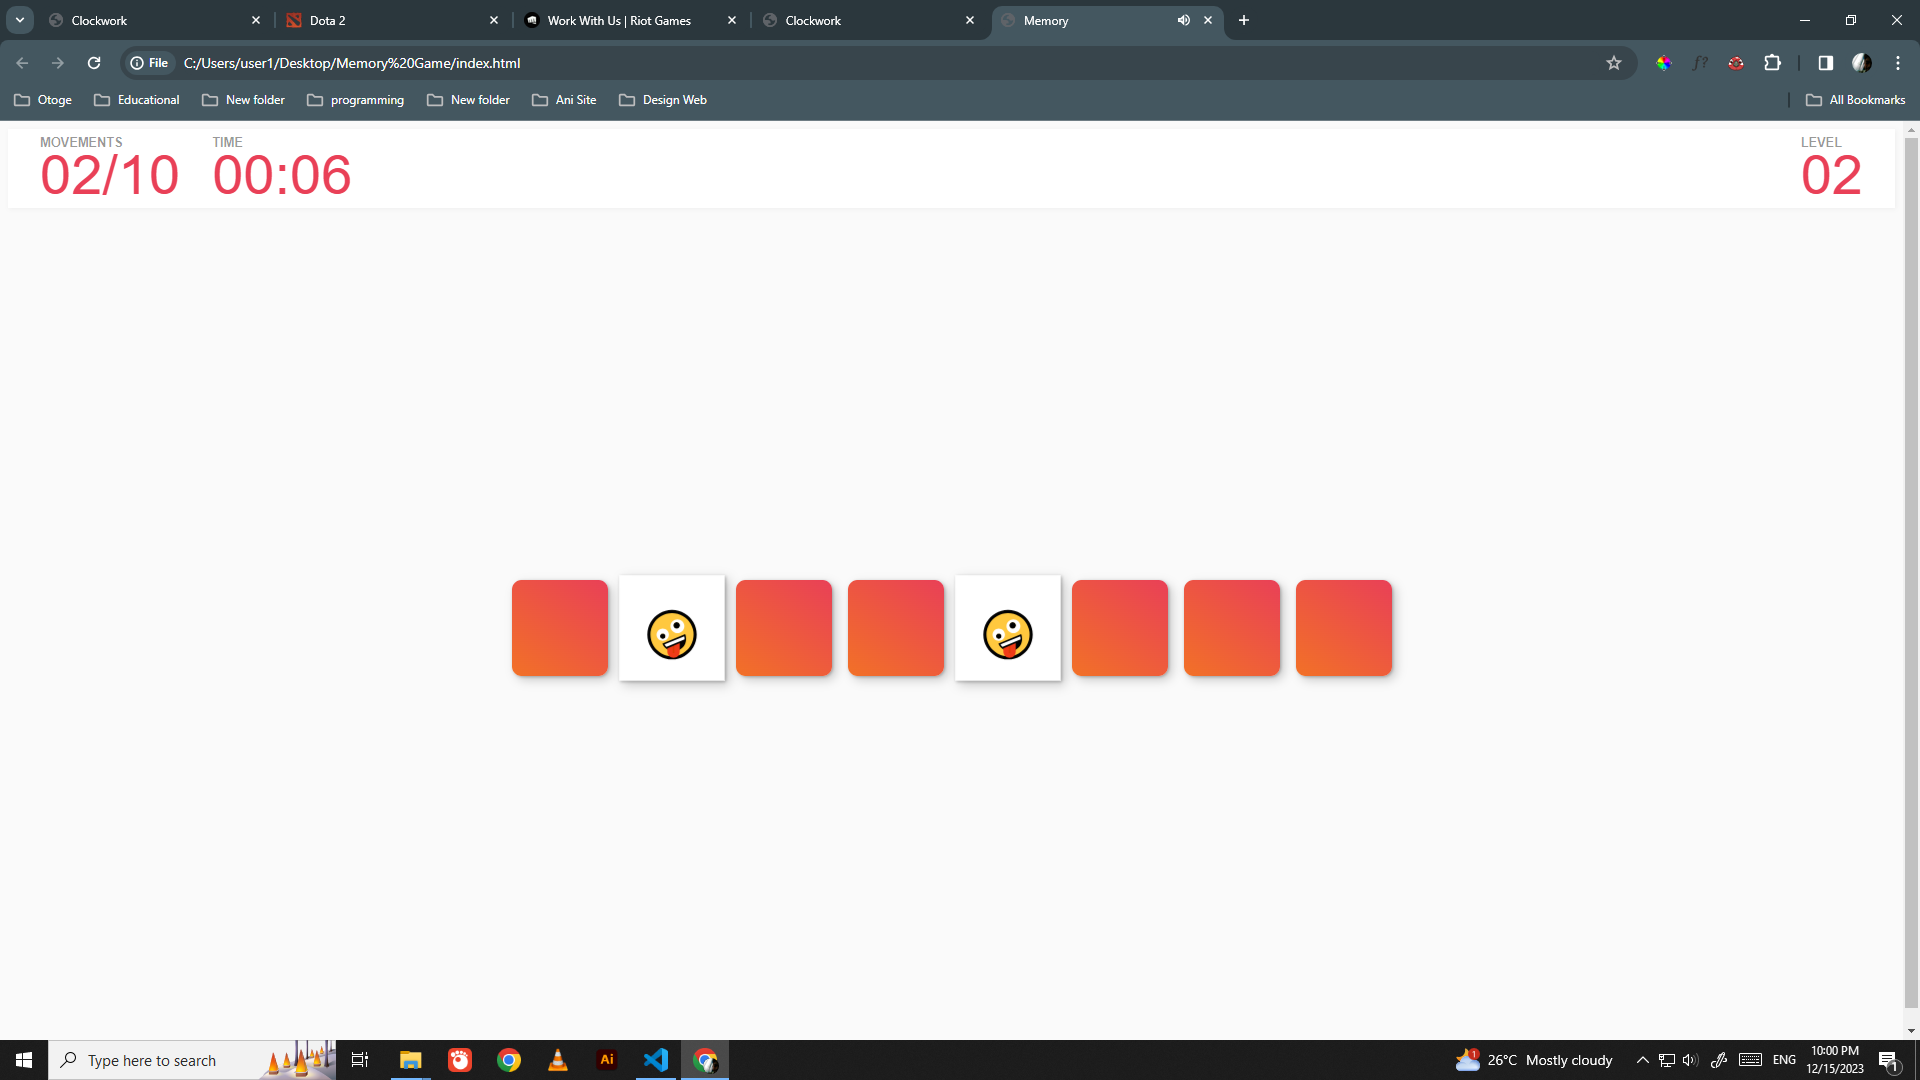 Clockwork
Dota 2
Work With Us | Riot Games
Clockwork
Memory
File
C:/Users/user1/Desktop/Memory%20Game/index.html
f?
Otoge
Educational
New folder
programming
New folder
Ani Site
Design Web
All Bookmarks
MOVEMENTS
TIME
LEVEL
02/10
00:06
02
Type here to search
Ai
1
26°C Mostly cloudy
ENG
10:00 PM
12/15/2023
1